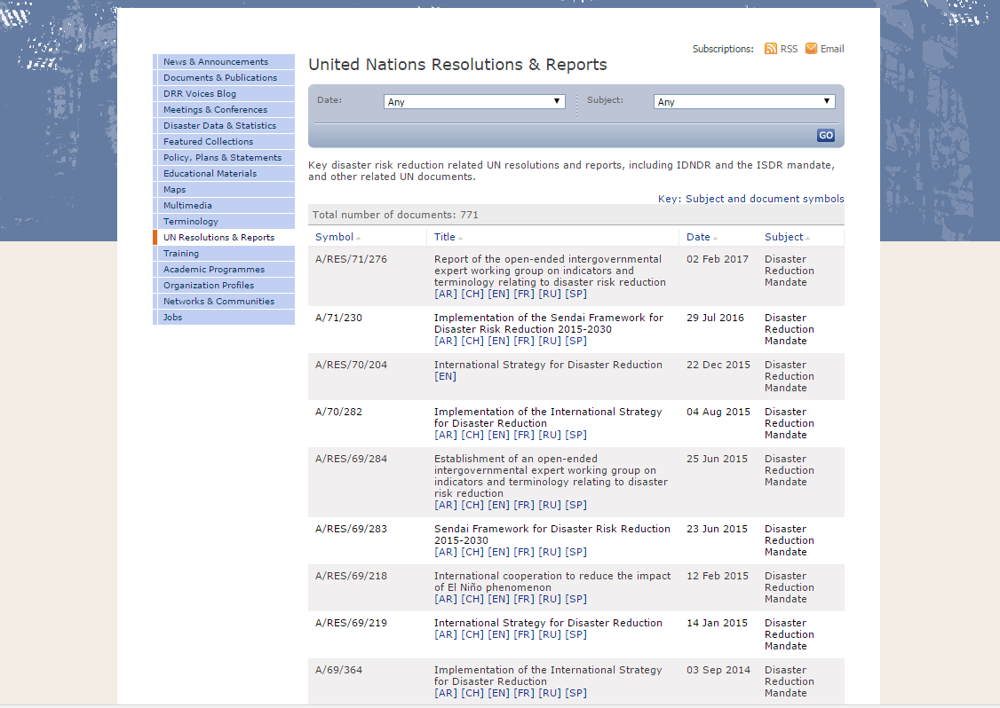 Subscriptions: RSS Email
News & Announcements
Documents & Publications
DRR Voices Blog
Meetings & Conferences
Disaster Data & Statistics
Featured Collections
Policy, Plans & Statements
Educational Materials
Maps
Multimedia
Terminology
UN Resolutions & Reports
Training
Academic Programmes
Organization Profiles
Networks & Communities
Jobs
United Nations Resolutions & Reports
Date: Any Subject: Any
GO
Key disaster risk reduction related UN resolutions and reports, including IDNDR and the ISDR mandate,
and other related UN documents.
Key: Subject and document symbols
Total number of documents: 771
Symbol Title Date Subject
A/RES/71/276 Report of the open-ended intergovernmental 02 Feb 2017 Disaster
expert working group on indicators and Reduction
terminology relating to disaster risk reduction Mandate
[AR] [CH] [EN] [FR] [RU] [SP]
A/71/230 Implementation of the Sendai Framework for 29 Jul 2016 Disaster
Disaster Risk Reduction 2015-2030 Reduction
[AR] [CH] [EN] [FR] [RU] [SP] Mandate
A/RES/70/204 International Strategy for Disaster Reduction 22 Dec 2015 Disaster
[EN] Reduction
Mandate
A/70/282 Implementation of the International Strategy 04 Aug 2015 Disaster
for Disaster Reduction Reduction
[AR] [CH] [EN] [FR] [RU] [SP] Mandate
A/RES/69/284 Establishment of an open-ended 25 Jun 2015 Disaster
intergovernmental expert working group on Reduction
indicators and terminology relating to disaster Mandate
risk reduction
[AR] [CH] [EN] [FR] [RU] [SP]
A/RES/69/283 Sendai Framework for Disaster Risk Reduction 23 Jun 2015 Disaster
2015-2030 Reduction
[AR] [CH] [EN] [FR] [RU] [SP] Mandate
A/RES/69/218 International cooperation to reduce the impact 12 Feb 2015 Disaster
of El Niño phenomenon Reduction
[AR] [CH] [EN] [FR] [RU] [SP] Mandate
A/RES/69/219 International Strategy for Disaster Reduction 14 Jan 2015 Disaster
[AR] [CH] [EN] [FR] [RU] [SP] Reduction
Mandate
A/69/364 Implementation of the International Strategy 03 Sep 2014 Disaster
for Disaster Reduction Reduction
[AR] [CH] [EN] [FR] [RU] [SP] Mandate